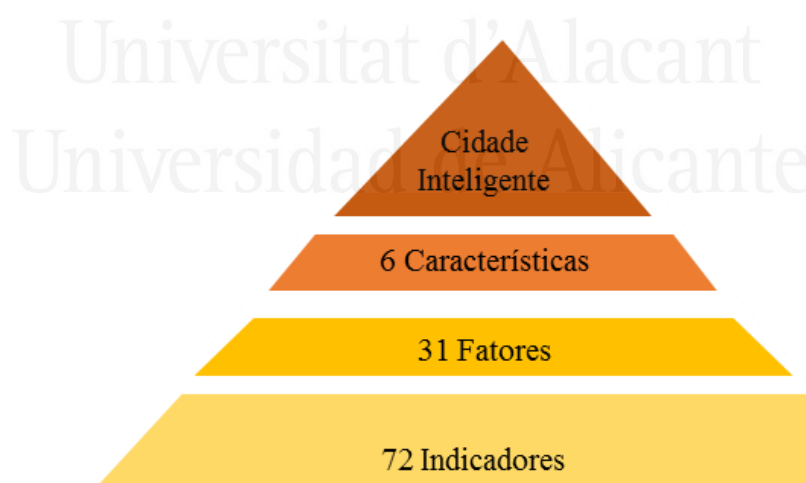 Universitat d'Alacant
Universidad de Alicante
Cidade
Inteligente
6 Características
31 Fatores
72 Indicadores